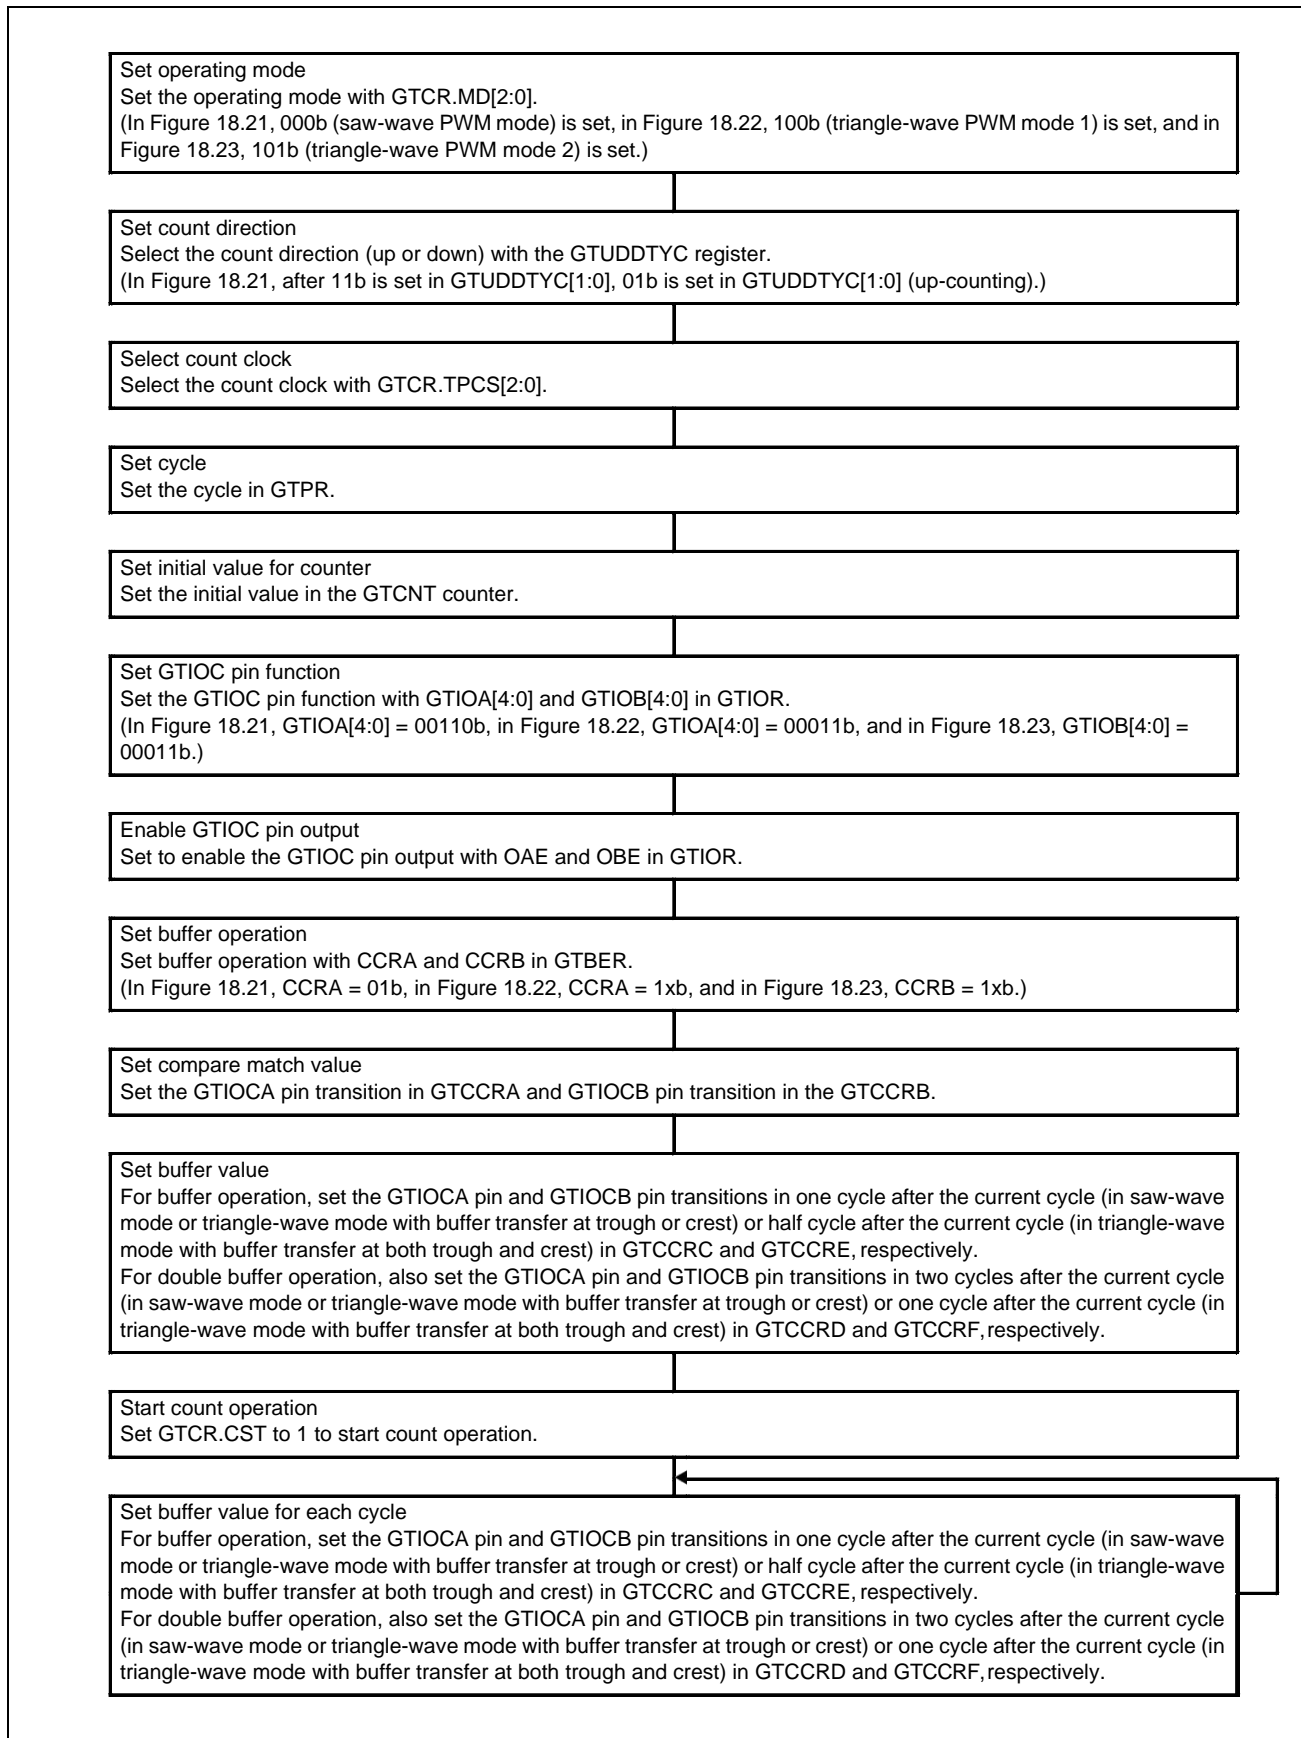 Set operating mode
Set the operating mode with GTCR.MD[2:0].
(In Figure 18.21, 000b (saw-wave PWM mode) is set, in Figure 18.22, 100b (triangle-wave PWM mode 1) is set, and in
Figure 18.23, 101b (triangle-wave PWM mode 2) is set.)
Set count direction
Select the count direction (up or down) with the GTUDDTYC register.
(In Figure 18.21, after 11b is set in GTUDDTYC[1:0], 01b is set in GTUDDTYC[1:0] (up-counting).)
Select count clock
Select the count clock with GTCR.TPCS[2:0].
Set cycle
Set the cycle in GTPR.
Set initial value for counter
Set the initial value in the GTCNT counter.
Set GTIOC pin function
Set the GTIOC pin function with GTIOA[4:0] and GTIOB[4:0] in GTIOR.
(In Figure 18.21, GTIOA[4:0] = 00110b, in Figure 18.22, GTIOA[4:0] = 00011b, and in Figure 18.23, GTIOB[4:0] =
00011b.)
Enable GTIOC pin output
Set to enable the GTIOC pin output with OAE and OBE in GTIOR.
Set buffer operation
Set buffer operation with CCRA and CCRB in GTBER.
(In Figure 18.21, CCRA = 01b, in Figure 18.22, CCRA = 1xb, and in Figure 18.23, CCRB = 1xb.)
Set compare match value
Set the GTIOCA pin transition in GTCCRA and GTIOCB pin transition in the GTCCRB.
Set buffer value
For buffer operation, set the GTIOCA pin and GTIOCB pin transitions in one cycle after the current cycle (in saw-wave
mode or triangle-wave mode with buffer transfer at trough or crest) or half cycle after the current cycle (in triangle-wave
mode with buffer transfer at both trough and crest) in GTCCRC and GTCCRE, respectively.
For double buffer operation, also set the GTIOCA pin and GTIOCB pin transitions in two cycles after the current cycle
(in saw-wave mode or triangle-wave mode with buffer transfer at trough or crest) or one cycle after the current cycle (in
triangle-wave mode with buffer transfer at both trough and crest) in GTCCRD and GTCCRF, respectively.
Start count operation
Set GTCR.CST to 1 to start count operation.
Set buffer value for each cycle
For buffer operation, set the GTIOCA pin and GTIOCB pin transitions in one cycle after the current cycle (in saw-wave
mode or triangle-wave mode with buffer transfer at trough or crest) or half cycle after the current cycle (in triangle-wave
mode with buffer transfer at both trough and crest) in GTCCRC and GTCCRE, respectively.
For double buffer operation, also set the GTIOCA pin and GTIOCB pin transitions in two cycles after the current cycle
(in saw-wave mode or triangle-wave mode with buffer transfer at trough or crest) or one cycle after the current cycle (in
triangle-wave mode with buffer transfer at both trough and crest) in GTCCRD and GTCCRF, respectively.